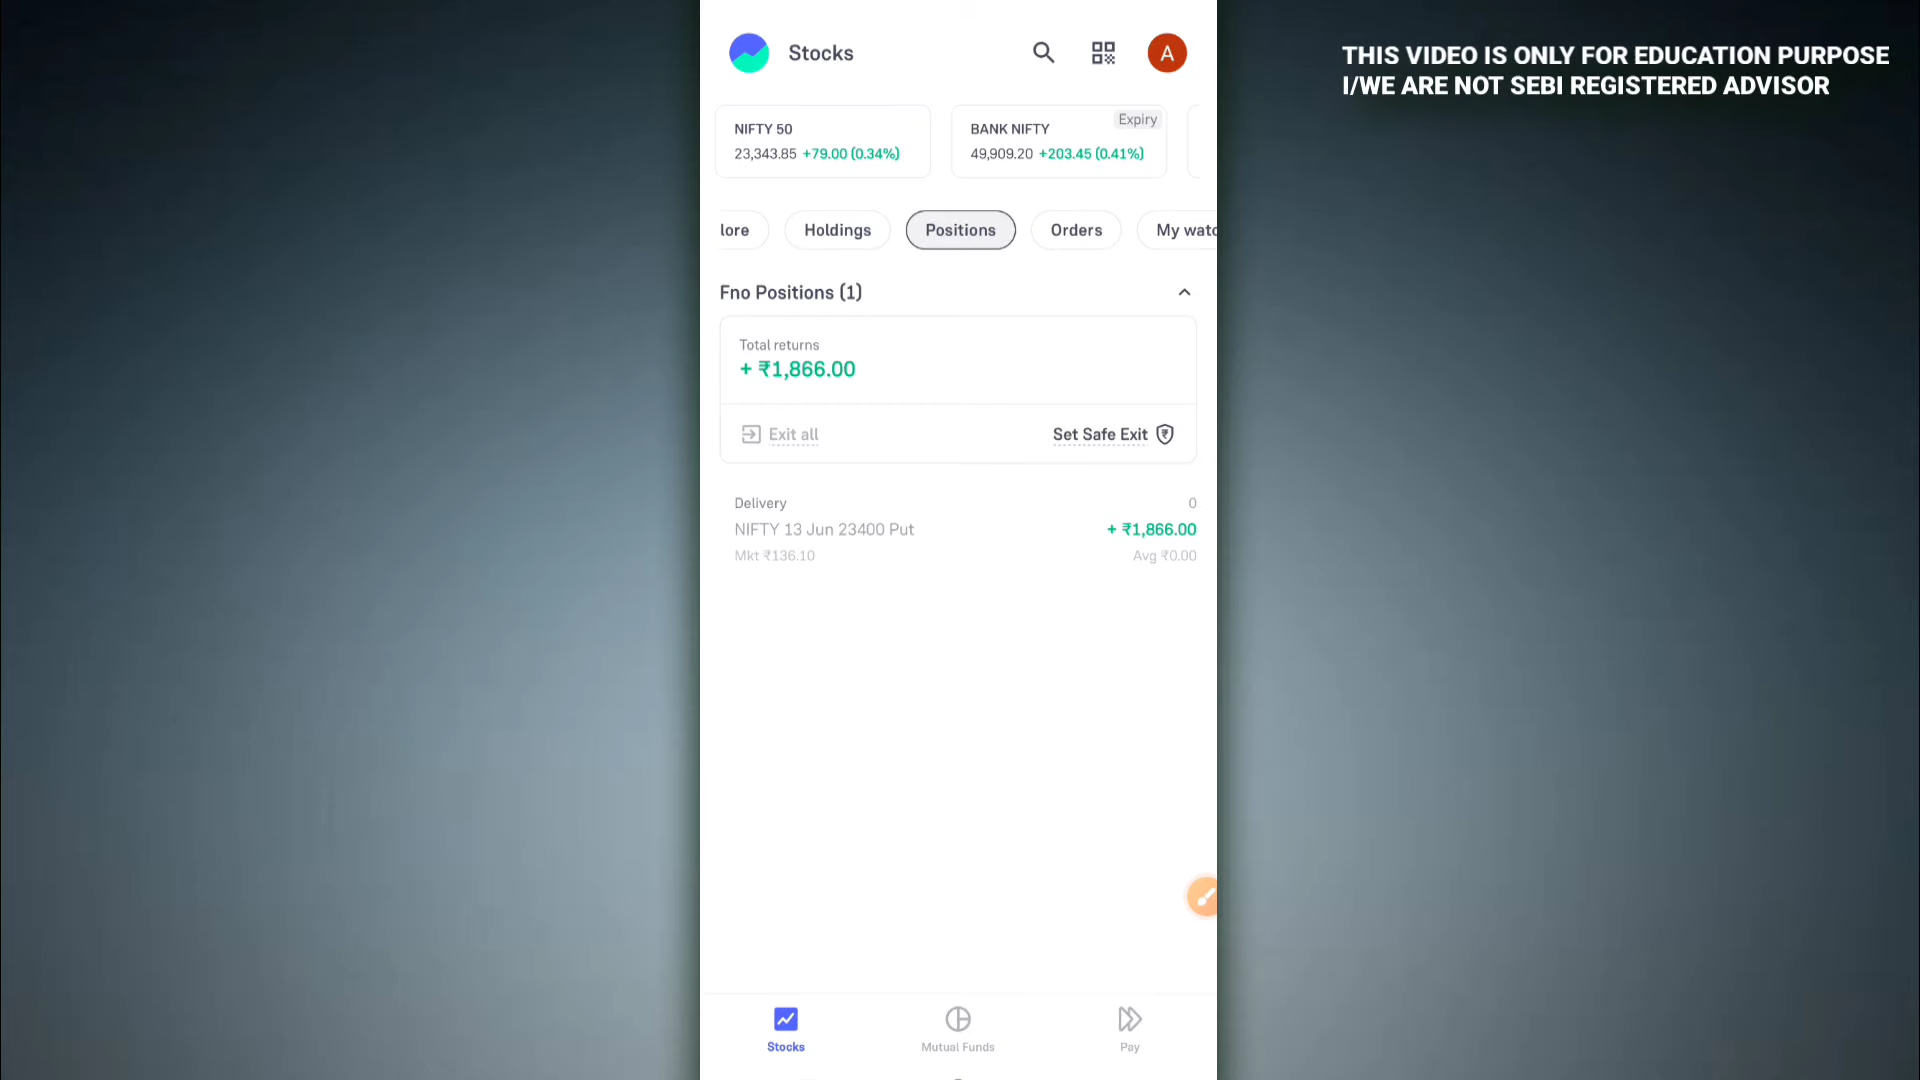 Stocks
A
THIS VIDEO IS ONLY FOR EDUCATION PURPOSE
I/WE ARE NOT SEBI REGISTERED ADVISOR
NIFTY 50
23,343.85 +79.00 (0.34%)
BANK NIFTY
Expiry
49,909.20 +203.45 (0.41%)
lore
Holdings
Positions
Orders
My watc
Fno Positions (1)
Total returns
+ ₹1,866.00
Exit all
Set Safe Exit
Delivery
0
NIFTY 13 Jun 23400 Put
+ ₹1,866.00
Mkt ₹136.10
Avg ₹0.00
Stocks
Mutual Funds
Pay